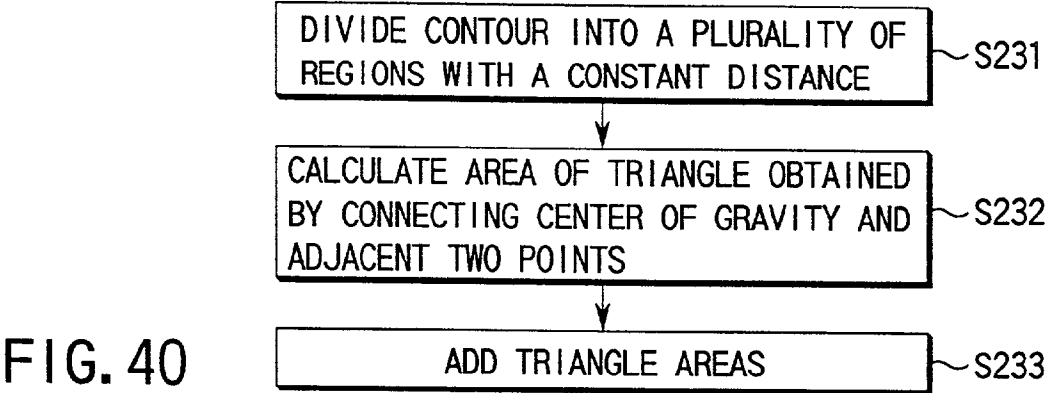 DIVIDE CONTOUR INTO A PLURALITY OF
REGIONS WITH A CONSTANT DISTANCE
S231
CALCULATE AREA OF TRIANGLE OBTAINED
BY CONNECTING CENTER OF GRAVITY AND
ADJACENT TWO POINTS
S232
ADD TRIANGLE AREAS
S233
FIG. 40